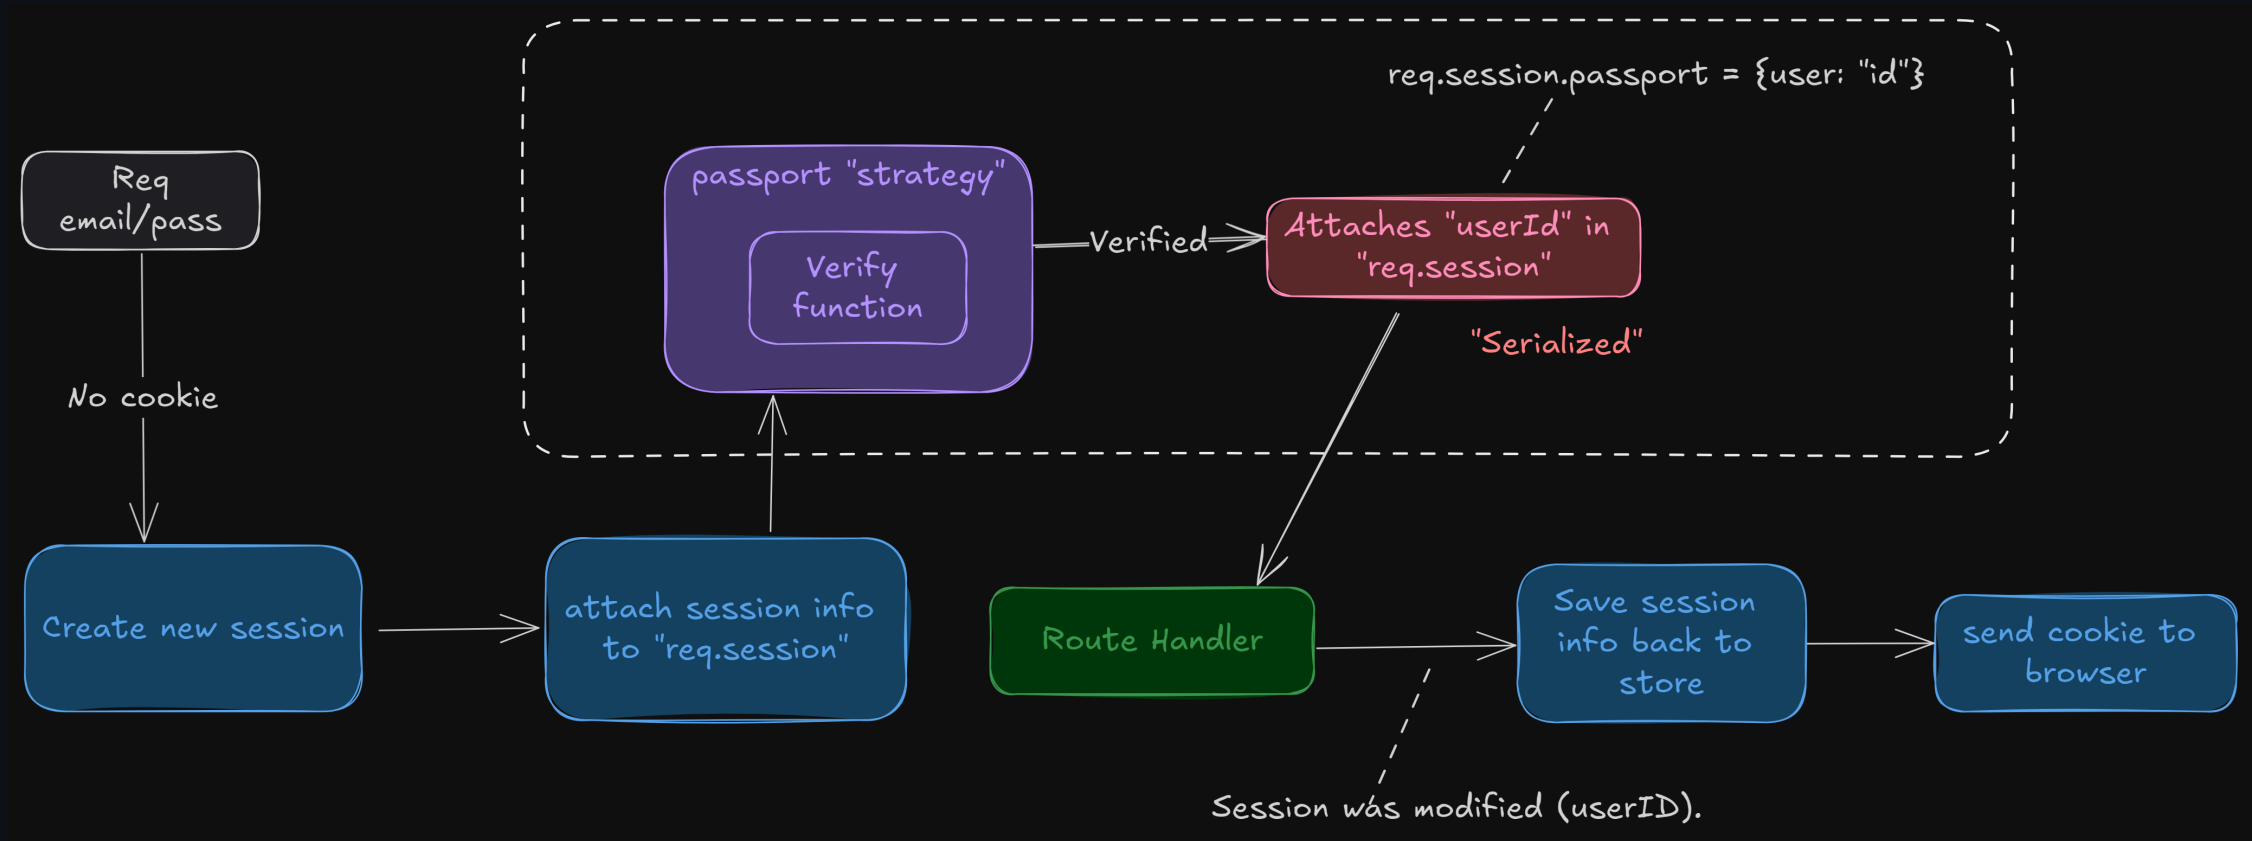 req.session.passport = {user: "id"}
Req
email/pass
passport "strategy"
Verify
function
Verified
Attaches "userId" in
"req.session"
"Serialized"
No cookie
Create new session
attach session info
to "req.session"
Route Handler
Save session
info back to
store
send cookie to
browser
Session was modified (userID).